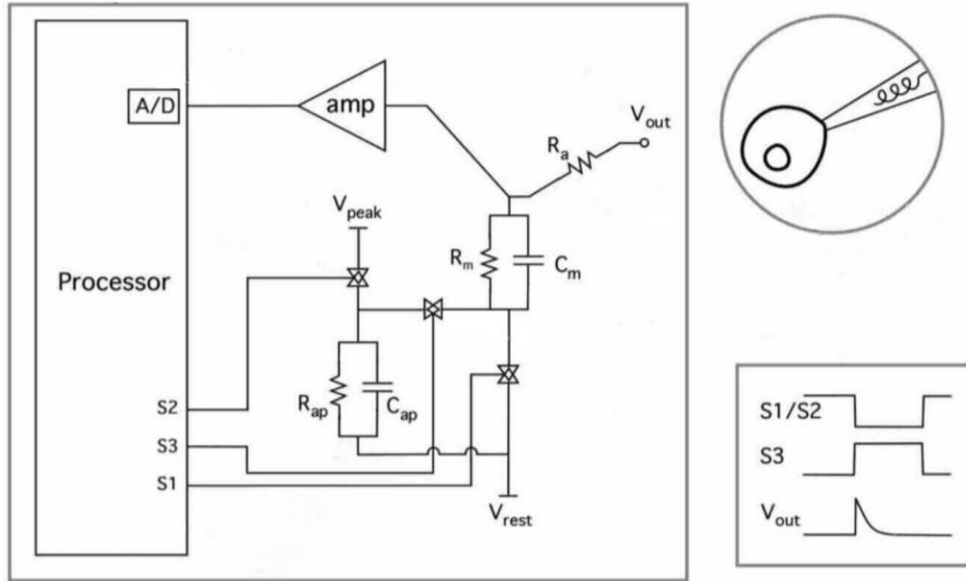 A/D
amp
V_out
R_a
V_peak
R_m
C_m
Processor
R_ap
C_ap
S2
S3
S1
V_rest
S1/S2
S3
V_out